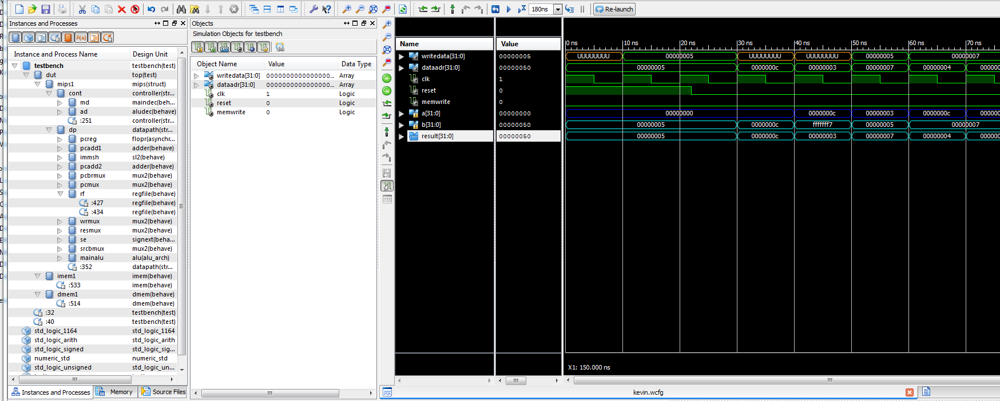 180ns
Re-launch
Instances and Processes
Objects
Simulation Objects for testbench
Instance and Process Name
Design Unit
testbench
testbench(test)
dut
top(test)
mips1
mips(struct)
cont
controller(stru...
md
maindec(beh...
ad
aludec(behave)
:251
controller(str...
dp
datapath(str...
pcreg
flopr(asynchr...
pcadd1
adder(behave)
immsh
sl2(behave)
pcadd2
adder(behave)
pcbrmux
mux2(behave)
pcmux
mux2(behave)
rf
regfile(behave)
:427
regfile(behave)
:434
regfile(behave)
wrmux
mux2(behave)
resmux
mux2(behave)
se
signext(beha...
srcbmux
mux2(behave)
mainalu
alu(alu_arch)
:352
datapath(str...
imem1
imem(behave)
:533
imem(behave)
dmem1
dmem(behave)
:514
dmem(behave)
:32
testbench(test)
:40
testbench(test)
std_logic_1164
std_logic_1164
std_logic_arith
std_logic_arith
std_logic_signed
std_logic_sig...
numeric_std
numeric_std
std_logic_unsigned
std_logic_un...
Instances and Processes
Memory
Source Files
Object Name
Value
Data Type
writedata[31:0]
0000000000000000...
Array
dataadr[31:0]
0000000000000000...
Array
clk
1
Logic
reset
0
Logic
memwrite
0
Logic
Name
Value
writedata[31:0]
00000005
dataadr[31:0]
00000050
clk
1
reset
0
memwrite
0
a[31:0]
00000000
b[31:0]
00000050
result[31:0]
00000050
0 ns 10 ns 20 ns 30 ns 40 ns 50 ns 60 ns 70 ns
UUUUUUUU 00000005 UUUUUUUU UUUUUUUU 00000005 00000007
00000005 0000000c 00000003 00000007 00000004 000000
00000000 0000000c 00000003 0000000c 000000
00000005 0000000c fffffff7 00000005 00000007
00000005 0000000c 00000003 00000007 00000004 000000
X1: 150.000 ns
kevin.wcfg